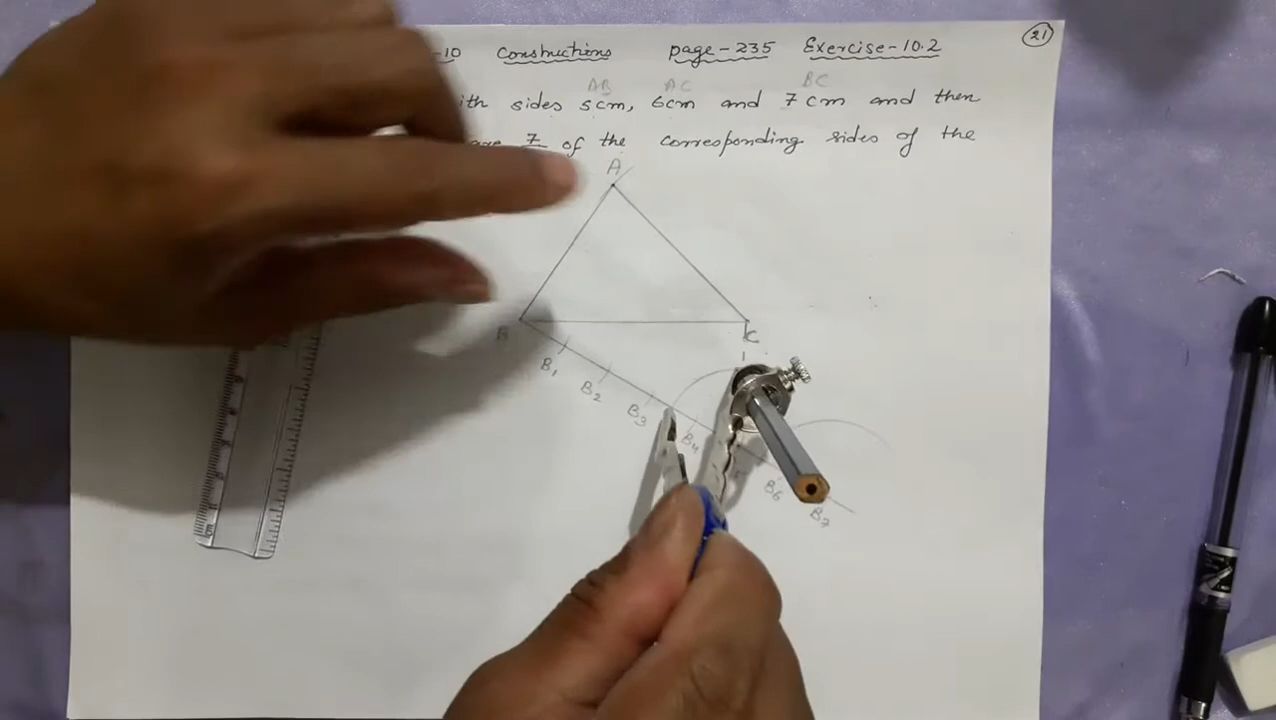 21
-10 Constructions page-235 Exercise-10.2
AB AC BC
ith sides 5cm, 6cm and 7cm and then
are 7 of the corresponding sides of the
A
B C
B1
B2
B3
B4
B6
B7